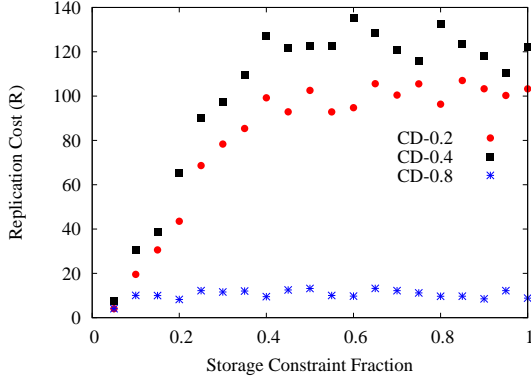 140
120
100
80
60
40
20
0
Replication Cost (R)
CD-0.2
CD-0.4
CD-0.8
0 0.2 0.4 0.6 0.8 1
Storage Constraint Fraction